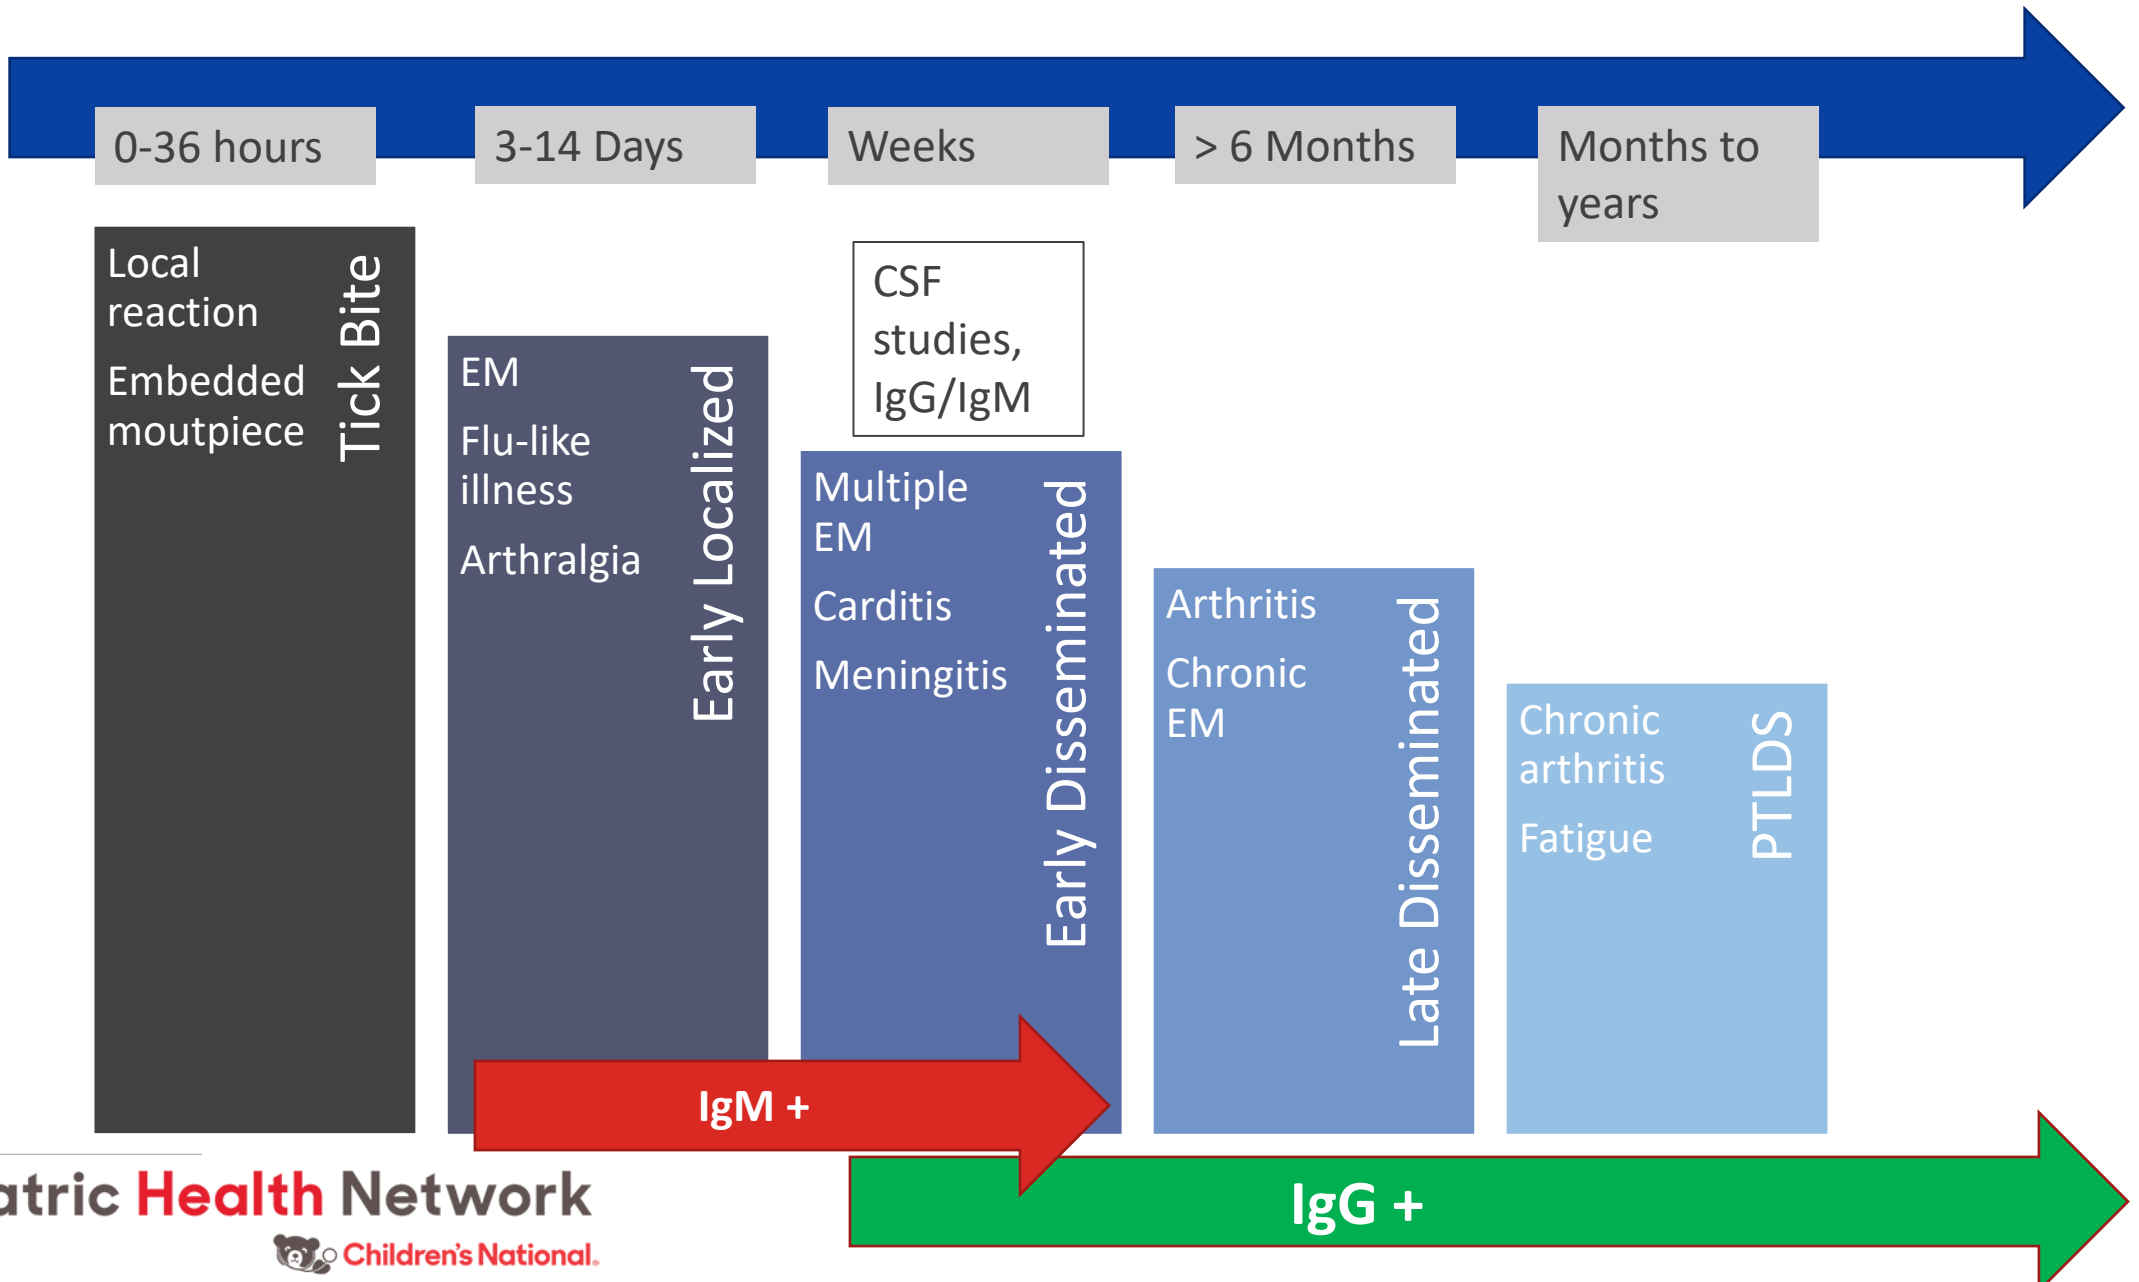 0-36 hours
3-14 Days
Weeks
> 6 Months
Months to
years
Local
reaction
Embedded
moutpiece
Tick Bite
EM
Flu-like
illness
Arthralgia
Early Localized
CSF
studies,
IgG/IgM
Multiple
EM
Carditis
Meningitis
Early Disseminated
Arthritis
Chronic
EM
Late Disseminated
Chronic
arthritis
Fatigue
PTLDS
IgM +
IgG +
atric Health Network
Children's National.